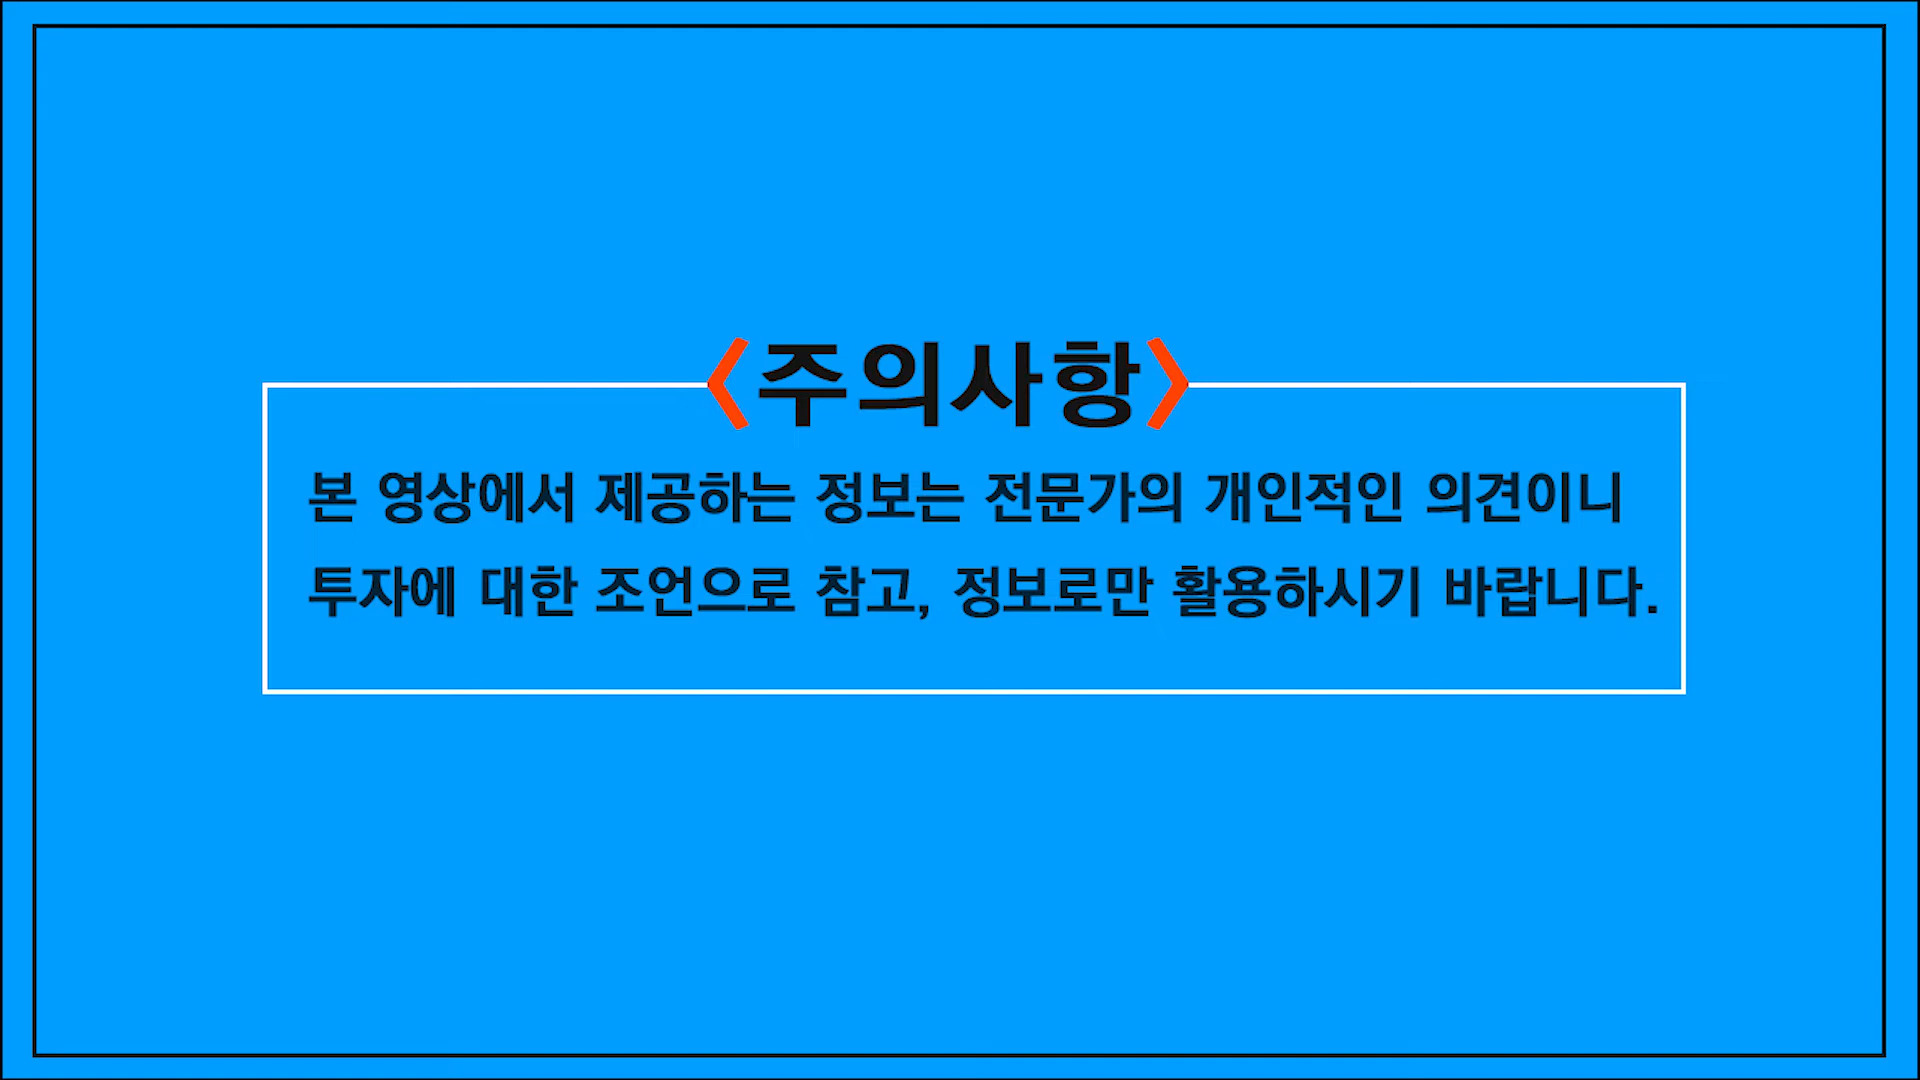 〈주의사항〉
본 영상에서 제공하는 정보는 전문가의 개인적인 의견이니
투자에 대한 조언으로 참고, 정보로만 활용하시기 바랍니다.